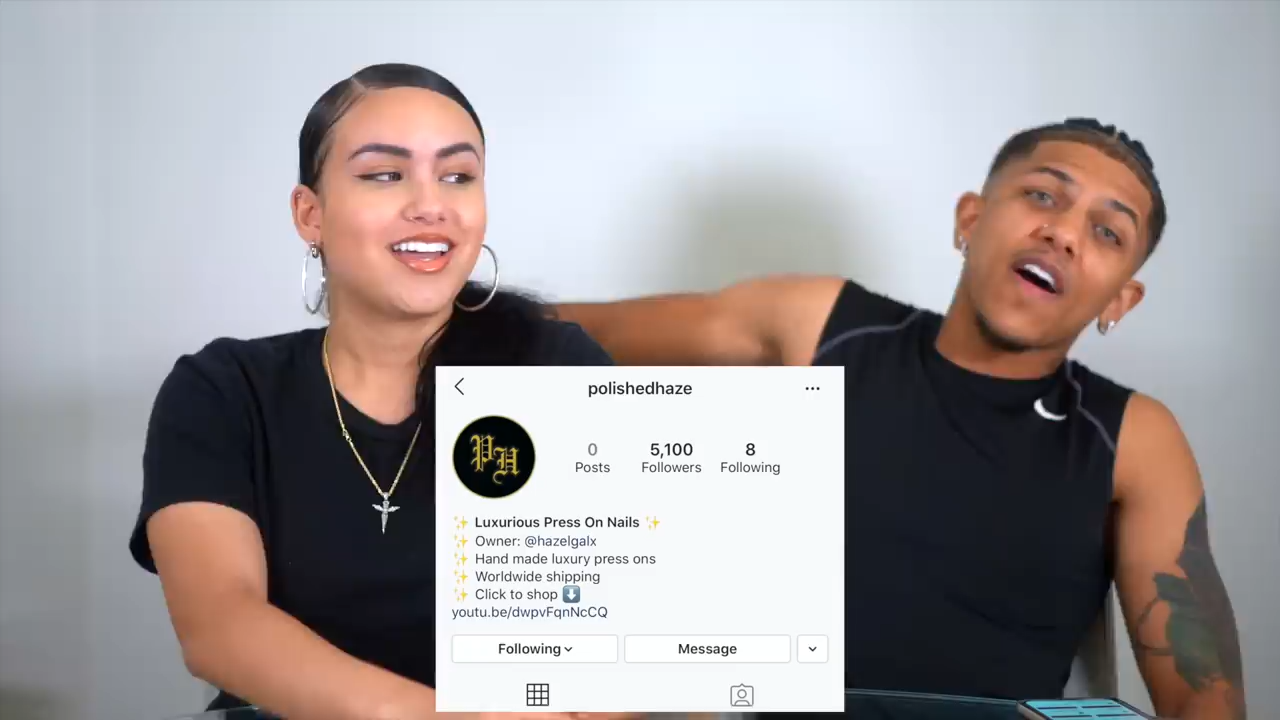 polishedhaze
PH
0
5,100
8
Posts
Followers
Following
✨ Luxurious Press On Nails ✨
✨ Owner: @hazelgalx
✨ Hand made luxury press ons
✨ Worldwide shipping
✨ Click to shop ⬇️
youtu.be/dwpvFqnNcCQ
Following
Message